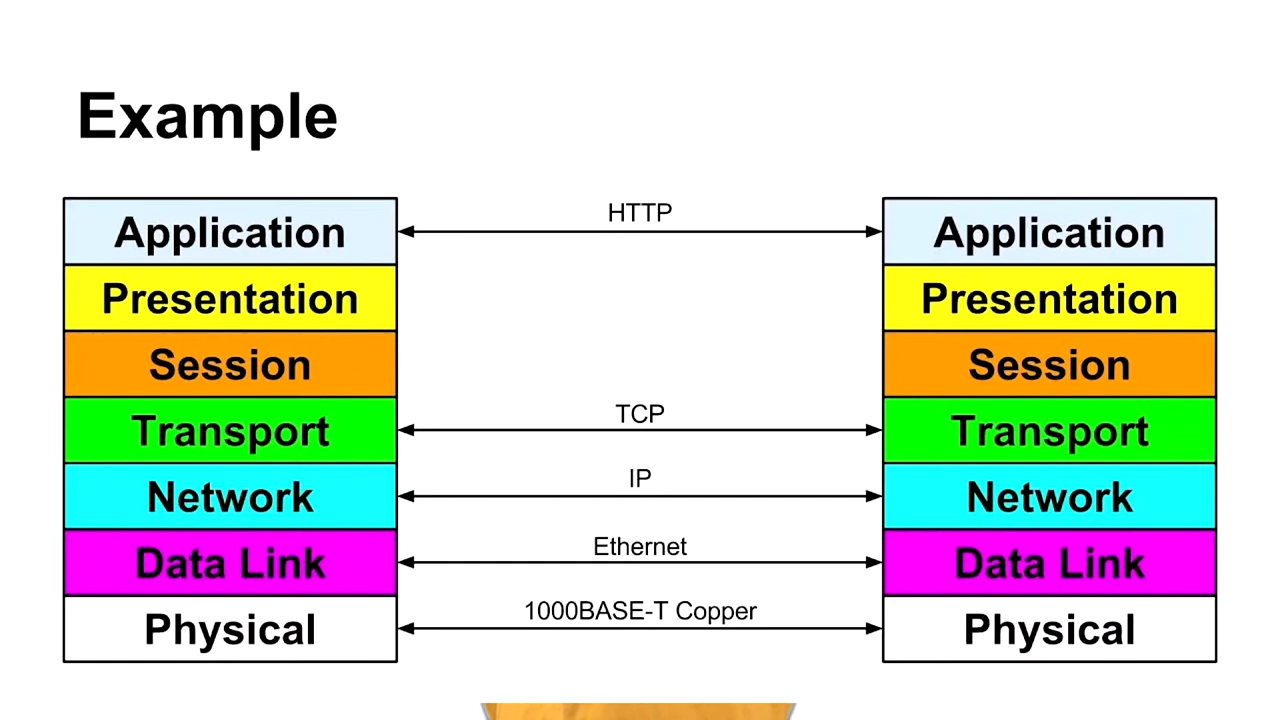 Example
HTTP
Application
Application
Presentation
Presentation
Session
Session
TCP
Transport
Transport
IP
Network
Network
Ethernet
Data Link
Data Link
1000BASE-T Copper
Physical
Physical